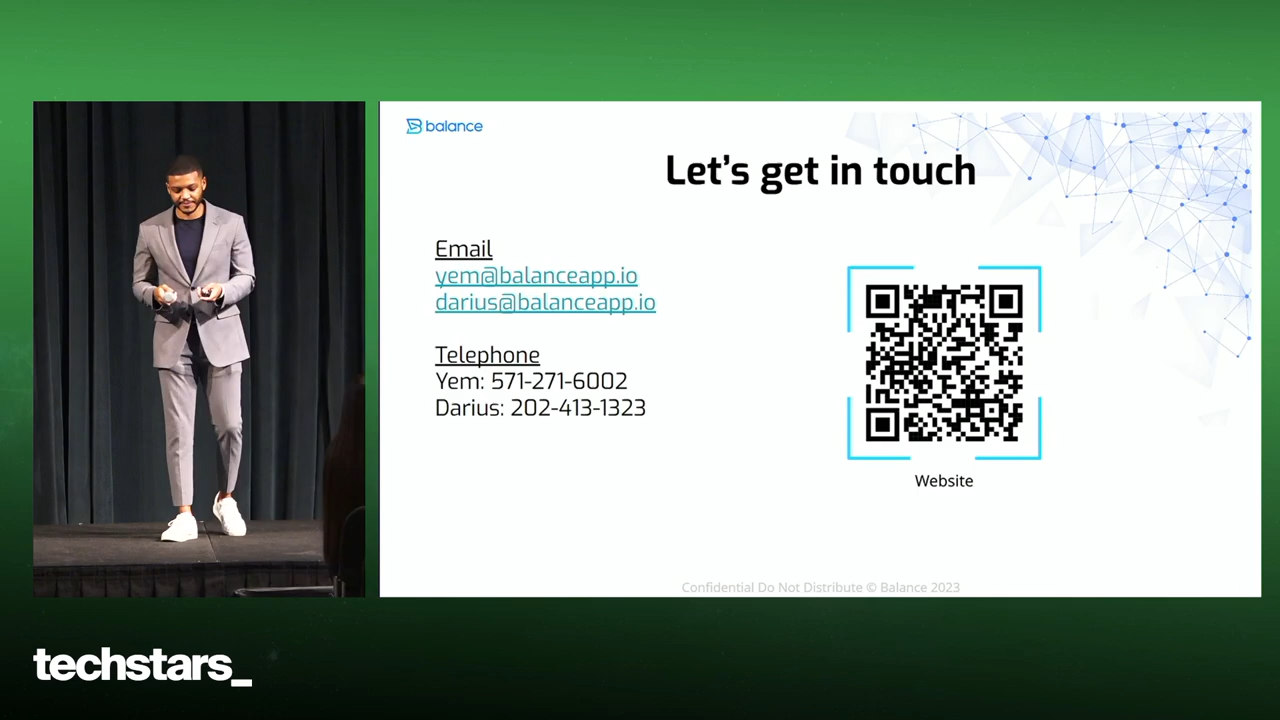 balance
Let's get in touch
Email
yem@balanceapp.io
darius@balanceapp.io
Telephone
Yem: 571-271-6002
Darius: 202-413-1323
Website
Confidential Do Not Distribute © Balance 2023
techstars_